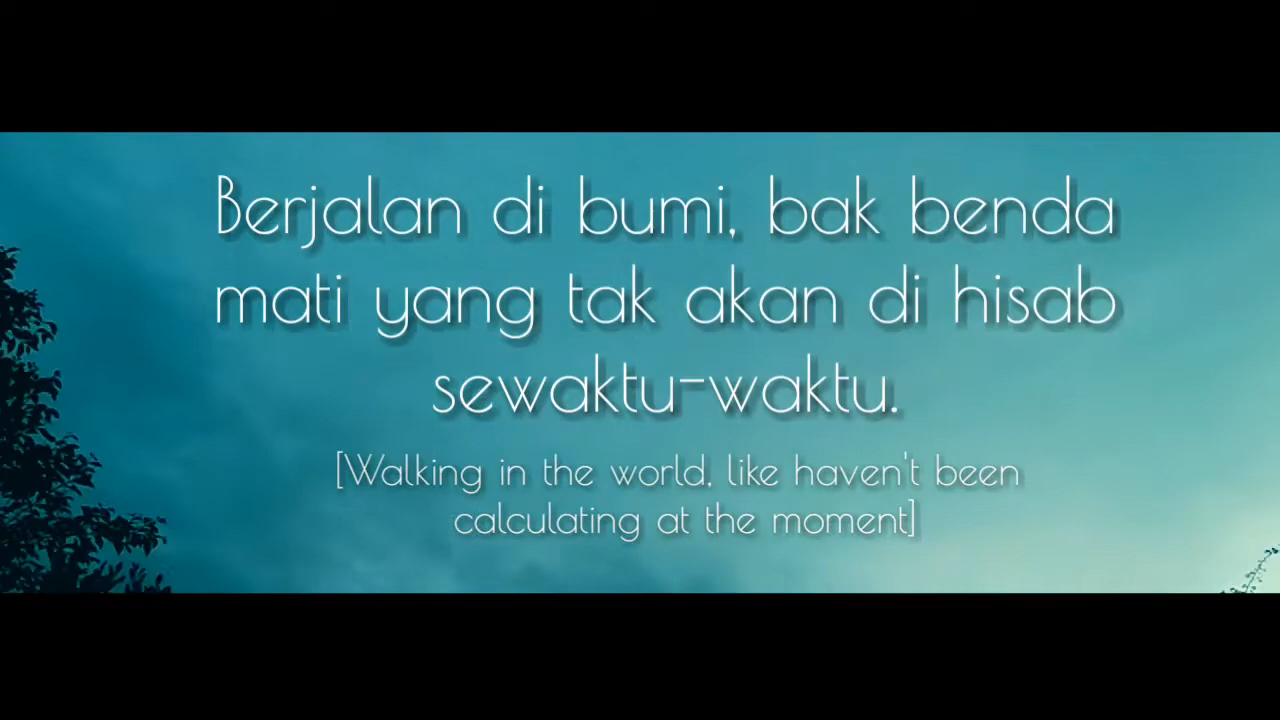 Berjalan di bumi, bak benda
mati yang tak akan di hisab
sewaktu-waktu.
[Walking in the world, like haven't been
calculating at the moment]